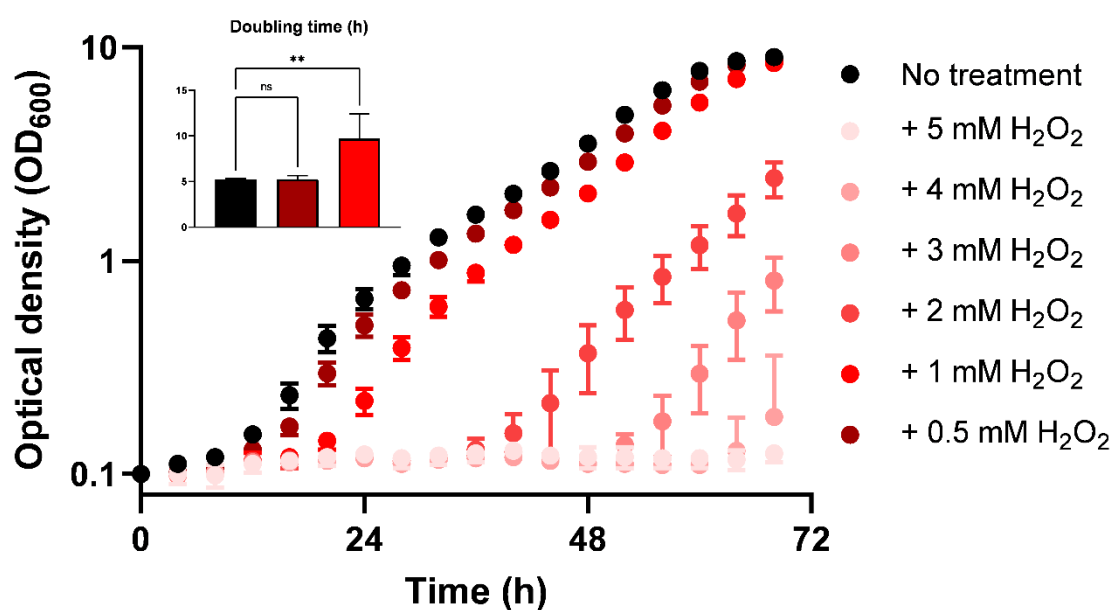 Doubling time (h)
**
ns
15
10
5
0
Optical density (OD₆₀₀)
10
1
0.1
0
24
48
72
Time (h)
No treatment
+ 5 mM H₂O₂
+ 4 mM H₂O₂
+ 3 mM H₂O₂
+ 2 mM H₂O₂
+ 1 mM H₂O₂
+ 0.5 mM H₂O₂